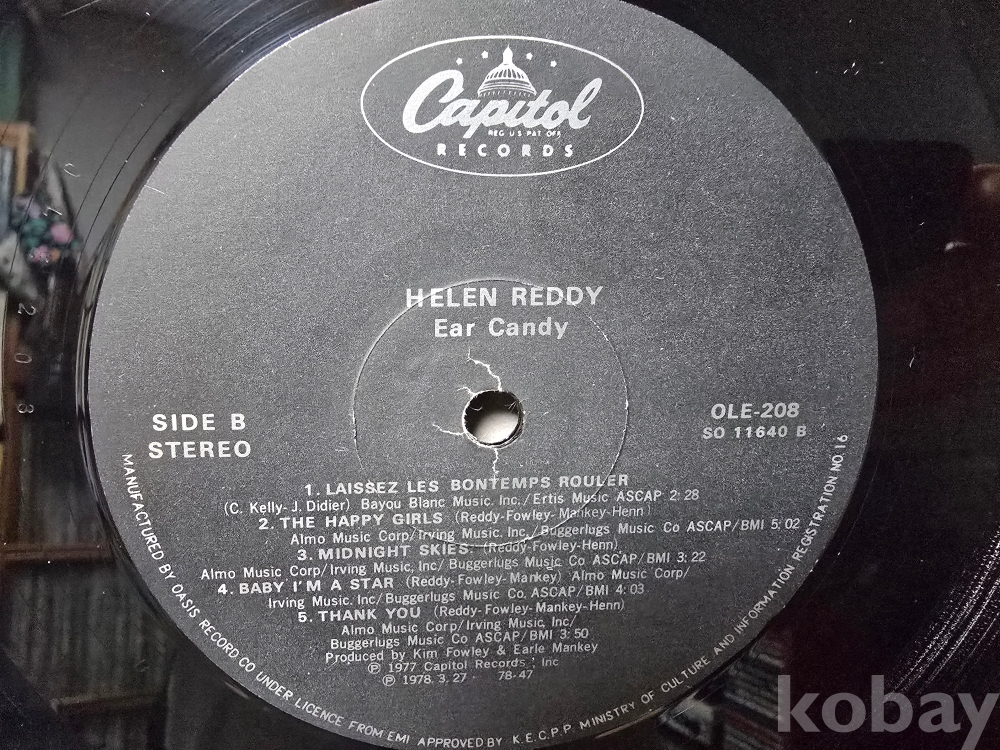 Capitol
REG U S PAT OFF
RECORDS
HELEN REDDY
Ear Candy
SIDE B
STEREO
OLE-208
SO 11640 B
1. LAISSEZ LES BONTEMPS ROULER
(C. Kelly-J. Didier) Bayou Blanc Music. Inc./Ertis Music ASCAP 2:28
2. THE HAPPY GIRLS (Reddy-Fowley-Mankey-Henn)
Almo Music Corp/Irving Music. Inc./Buggerlugs Music Co ASCAP/BMI 5:02
3. MIDNIGHT SKIES (Reddy-Fowley-Henn)
Almo Music Corp/Irving Music, Inc/Buggerlugs Music Co ASCAP/BMI 3:22
4. BABY I'M A STAR (Reddy-Fowley-Mankey) Almo Music Corp/
Irving Music. Inc/Buggerlugs Music Co. ASCAP/BMI 4:03
5. THANK YOU (Reddy-Fowley-Mankey-Henn)
Almo Music Corp/Irving Music, Inc/
Buggerlugs Music Co ASCAP/BMI 3:50
Produced by Kim Fowley & Earle Mankey
Ⓟ 1977 Capitol Records, Inc
Ⓟ 1978.3.27 · 78-47
MANUFACTURED BY OASIS RECORD CO UNDER LICENCE FROM EMI APPROVED BY K.E.C.P.P. MINISTRY OF CULTURE AND INFORMATION REGISTRATION NO.16
2 0 3
kobay